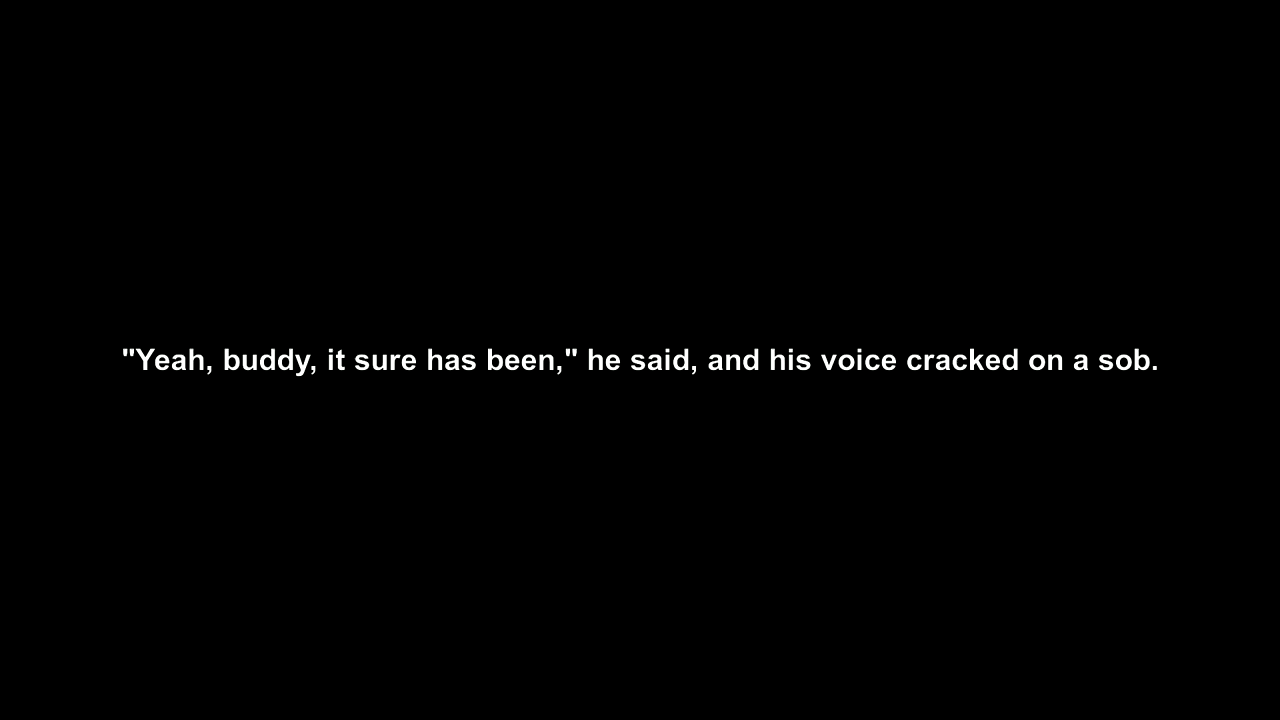 "Yeah, buddy, it sure has been," he said, and his voice cracked on a sob.